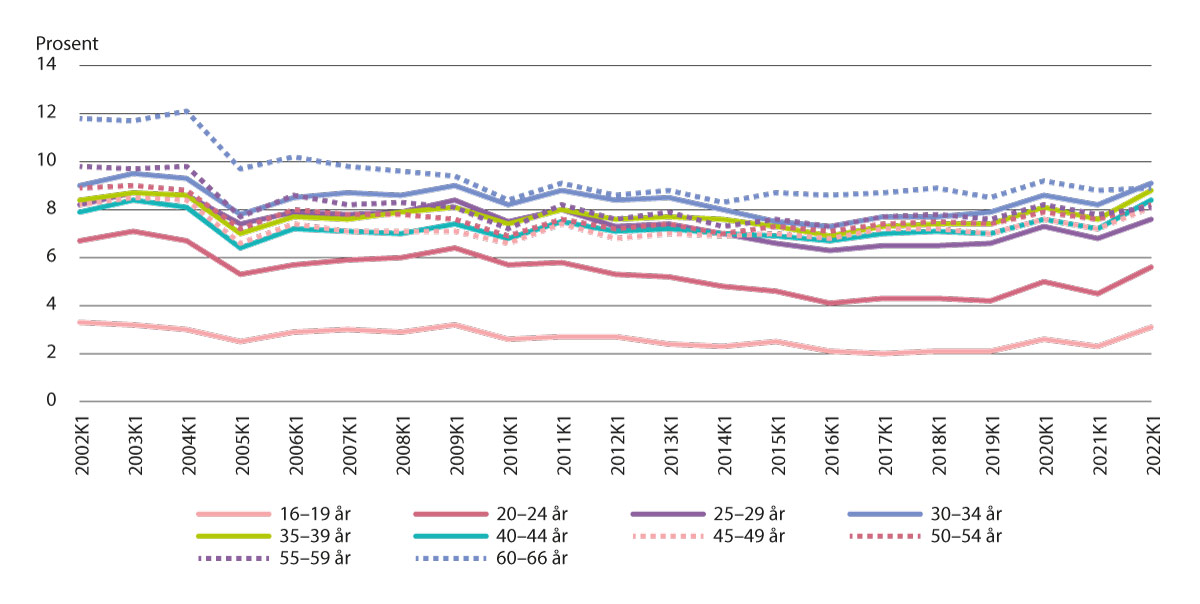 Prosent
14
12
10
8
6
4
2
0
2002K1 2003K1 2004K1 2005K1 2006K1 2007K1 2008K1 2009K1 2010K1 2011K1 2012K1 2013K1 2014K1 2015K1 2016K1 2017K1 2018K1 2019K1 2020K1 2021K1 2022K1
16–19 år 20–24 år 25–29 år 30–34 år
35–39 år 40–44 år 45–49 år 50–54 år
55–59 år 60–66 år